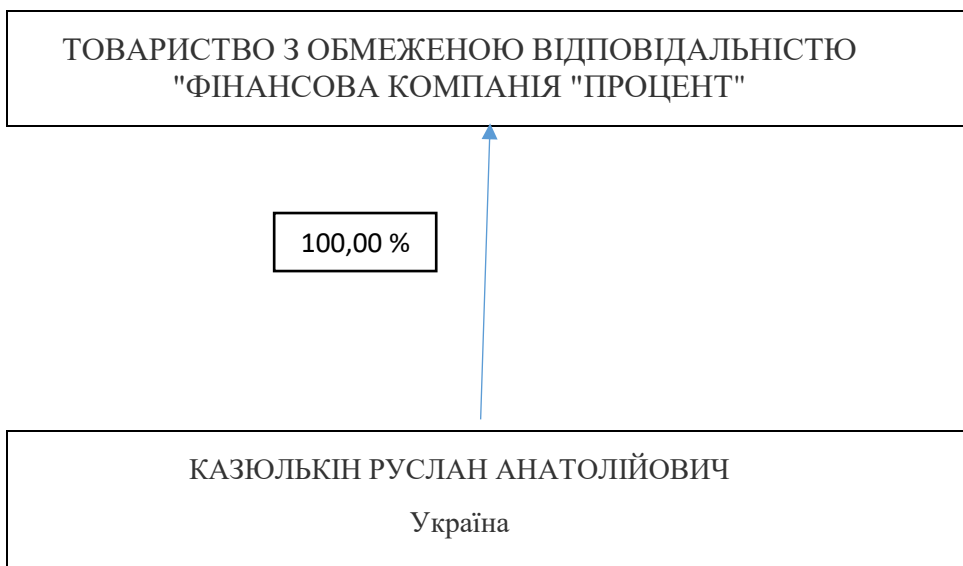 ТОВАРИСТВО З ОБМЕЖЕНОЮ ВІДПОВІДАЛЬНІСТЮ
"ФІНАНСОВА КОМПАНІЯ "ПРОЦЕНТ"
100,00 %
КАЗЮЛЬКІН РУСЛАН АНАТОЛІЙОВИЧ
Україна